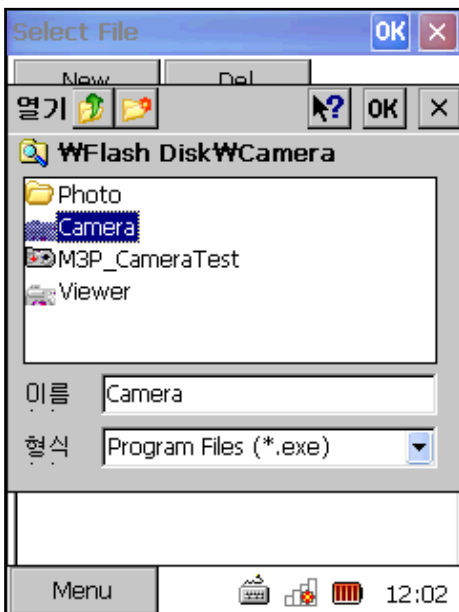 Select File OK
New Del
열기 ? OK
₩Flash Disk₩Camera
Photo
Camera
M3P_CameraTest
Viewer
이름 Camera
형식 Program Files (*.exe)
Menu 12:02